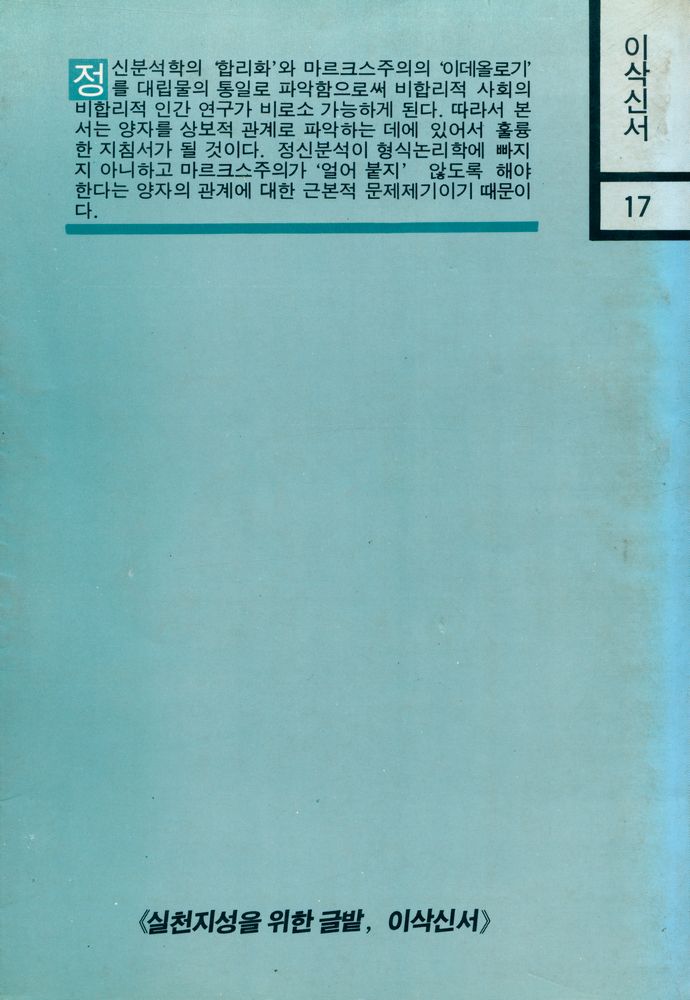 정신분석학의 '합리화'와 마르크스주의의 '이데올로기'
를 대립물의 통일로 파악함으로써 비합리적 사회의
비합리적 인간 연구가 비로소 가능하게 된다. 따라서 본
서는 양자를 상보적 관계로 파악하는 데에 있어서 훌륭
한 지침서가 될 것이다. 정신분석이 형식논리학에 빠지
지 아니하고 마르크스주의가 '얼어 붙지' 않도록 해야
한다는 양자의 관계에 대한 근본적 문제제기이기 때문이
다.
이삭신서
17
《실천지성을 위한 글밭, 이삭신서》